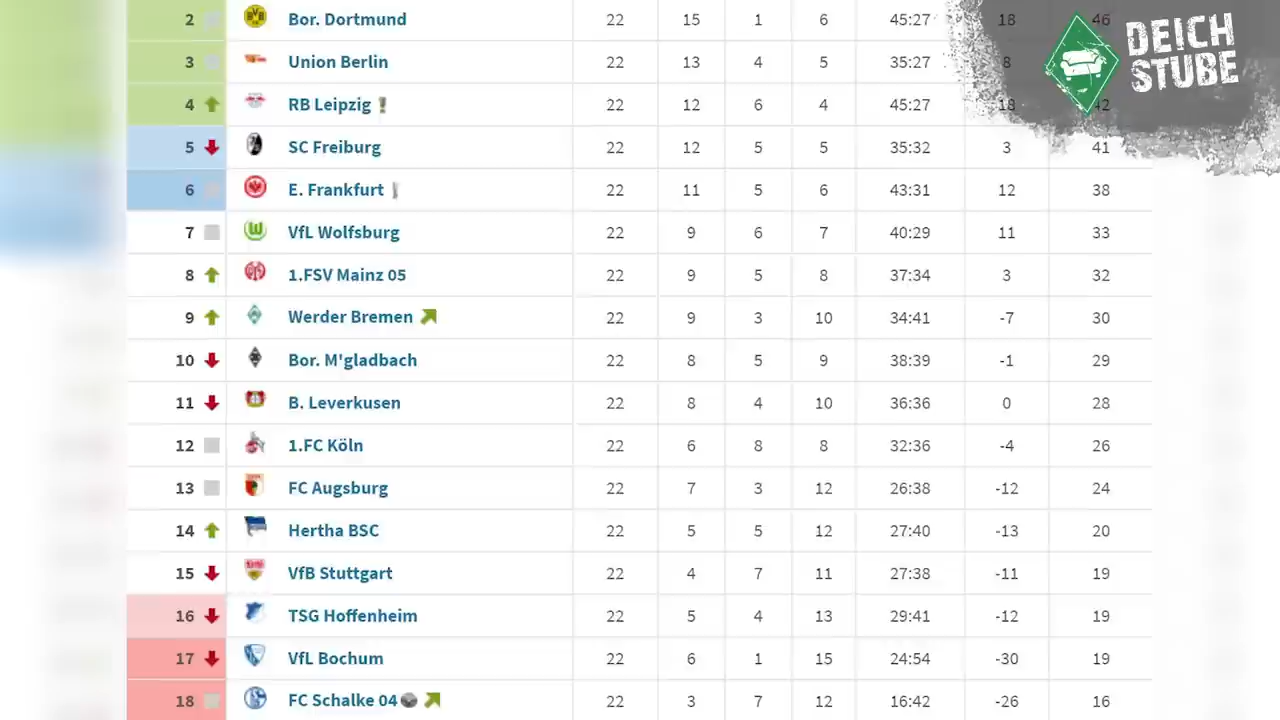 2 Bor. Dortmund 22 15 1 6 45:27 18 46
3 Union Berlin 22 13 4 5 35:27 8
4 RB Leipzig 22 12 6 4 45:27 18 42
5 SC Freiburg 22 12 5 5 35:32 3 41
6 E. Frankfurt 22 11 5 6 43:31 12 38
7 VfL Wolfsburg 22 9 6 7 40:29 11 33
8 1.FSV Mainz 05 22 9 5 8 37:34 3 32
9 Werder Bremen 22 9 3 10 34:41 -7 30
10 Bor. M'gladbach 22 8 5 9 38:39 -1 29
11 B. Leverkusen 22 8 4 10 36:36 0 28
12 1.FC Köln 22 6 8 8 32:36 -4 26
13 FC Augsburg 22 7 3 12 26:38 -12 24
14 Hertha BSC 22 5 5 12 27:40 -13 20
15 VfB Stuttgart 22 4 7 11 27:38 -11 19
16 TSG Hoffenheim 22 5 4 13 29:41 -12 19
17 VfL Bochum 22 6 1 15 24:54 -30 19
18 FC Schalke 04 22 3 7 12 16:42 -26 16
DEICH
STUBE